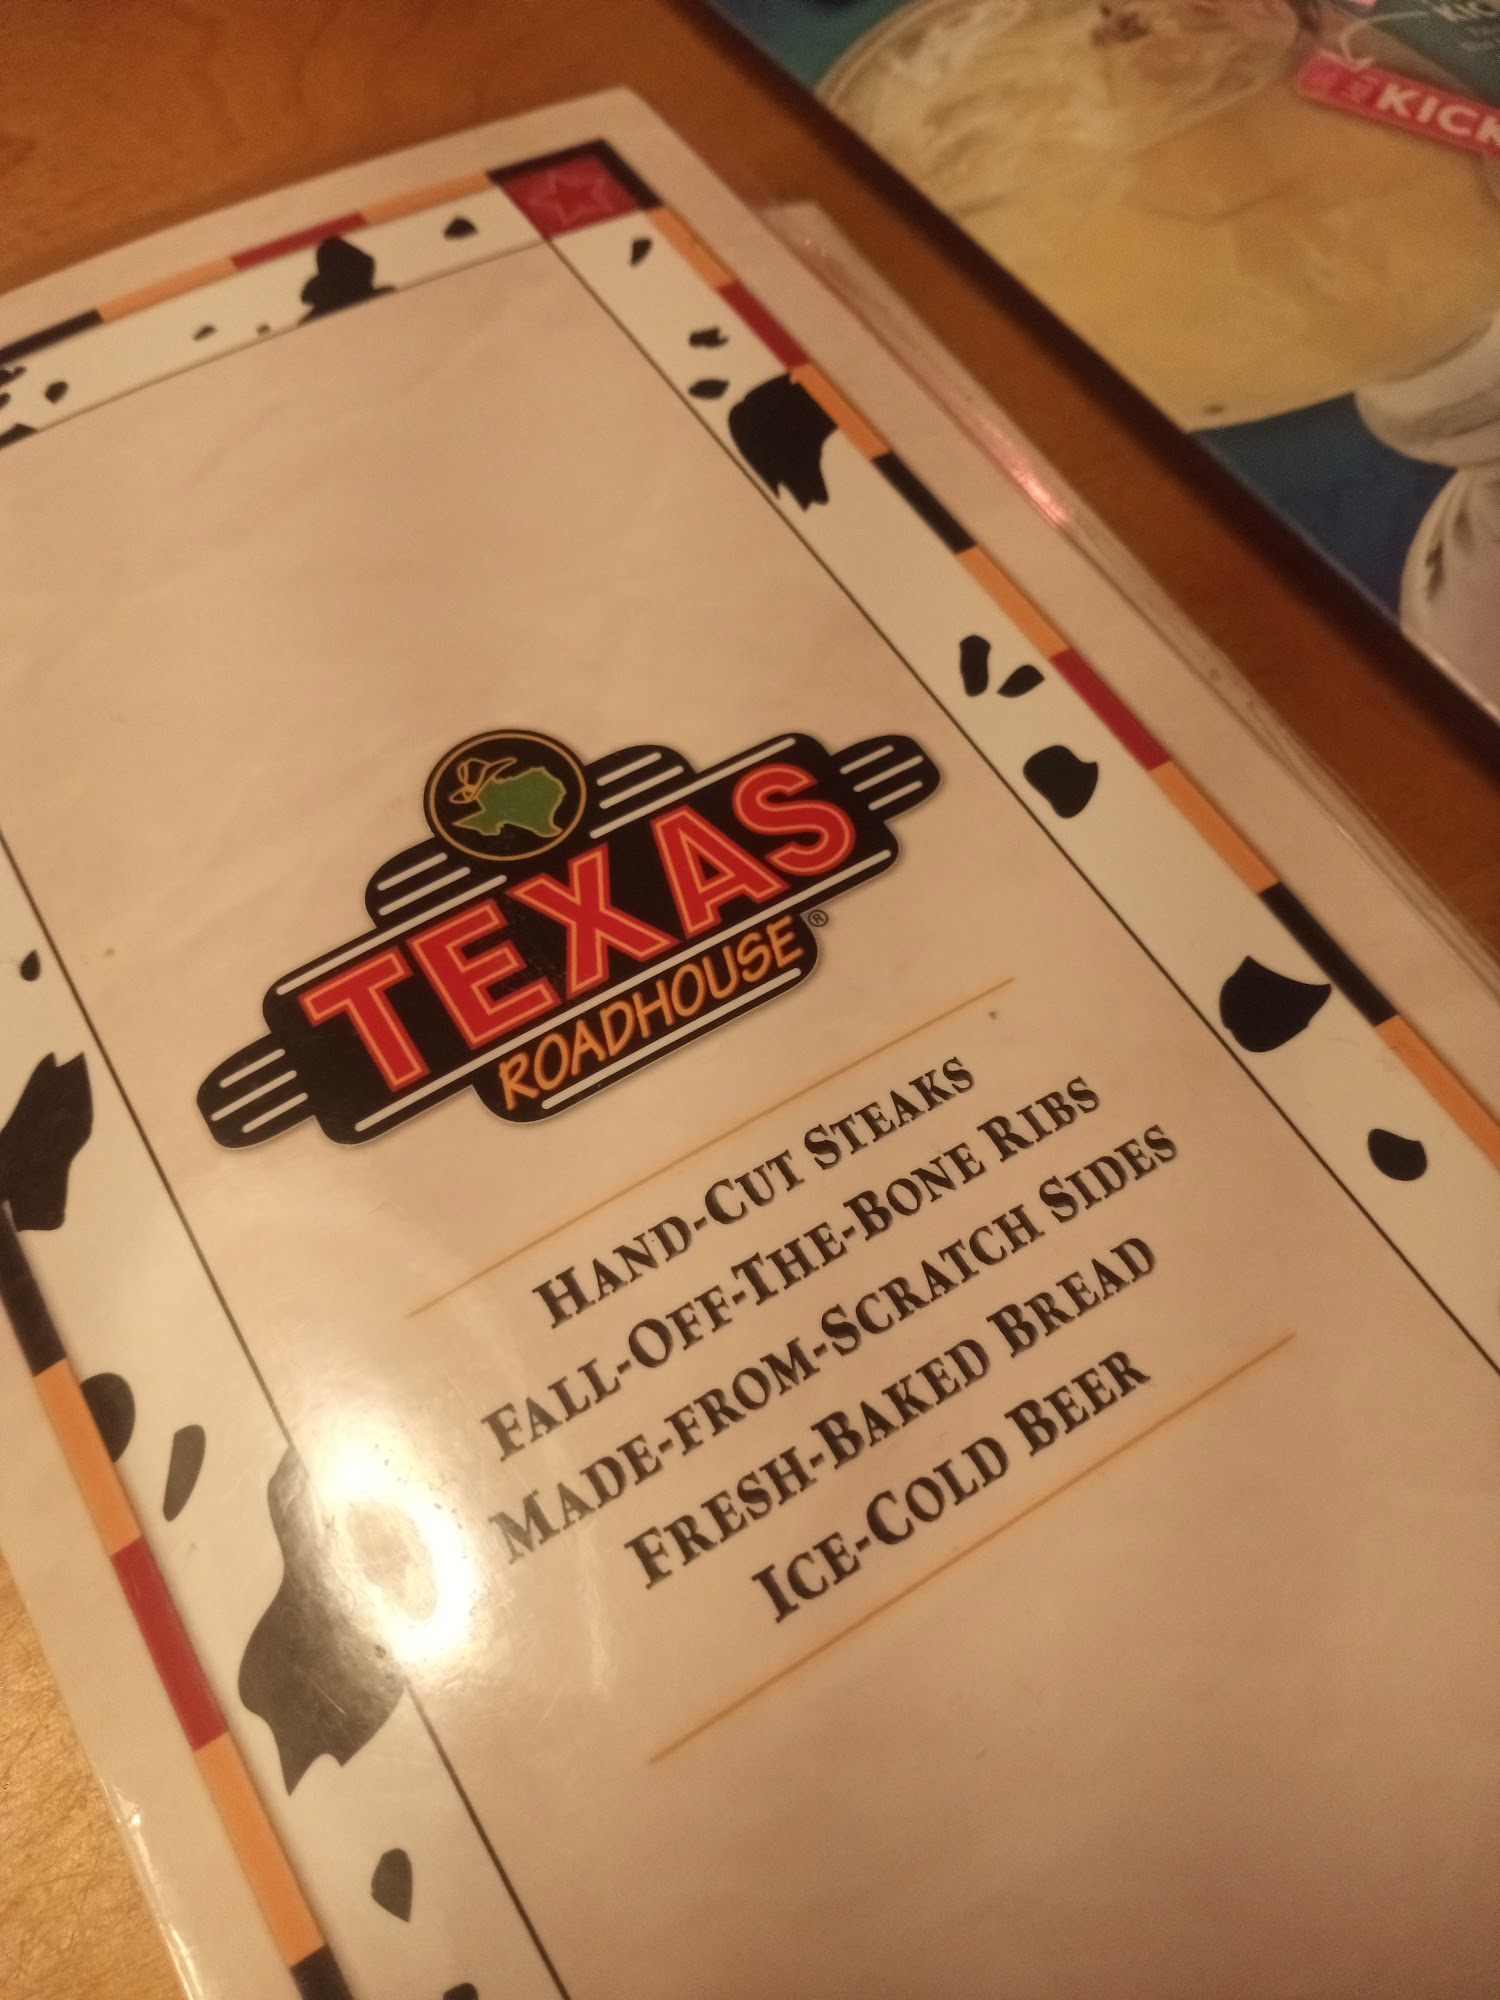 KICK
TEXAS
ROADHOUSE®
HAND-CUT STEAKS
FALL-OFF-THE-BONE RIBS
MADE-FROM-SCRATCH SIDES
FRESH-BAKED BREAD
ICE-COLD BEER